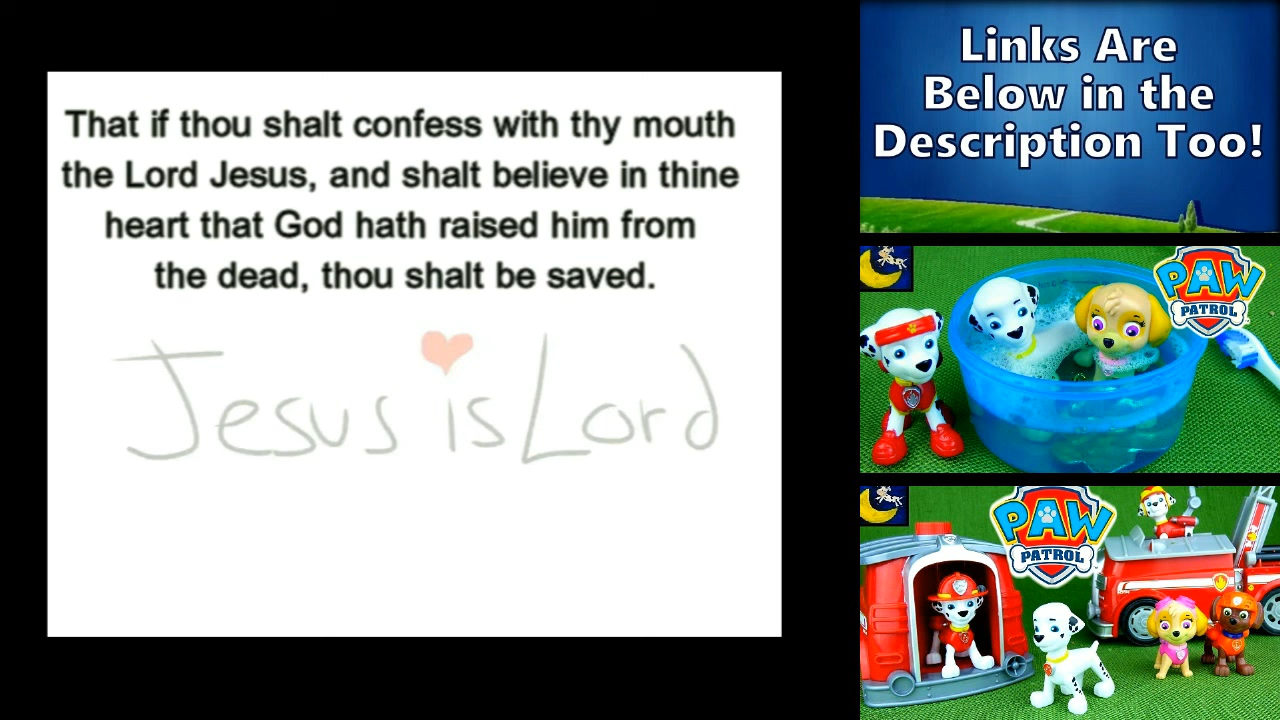 That if thou shalt confess with thy mouth
the Lord Jesus, and shalt believe in thine
heart that God hath raised him from
the dead, thou shalt be saved.
Jesus is Lord
Links Are
Below in the
Description Too!
PAW
PATROL
PAW
PATROL